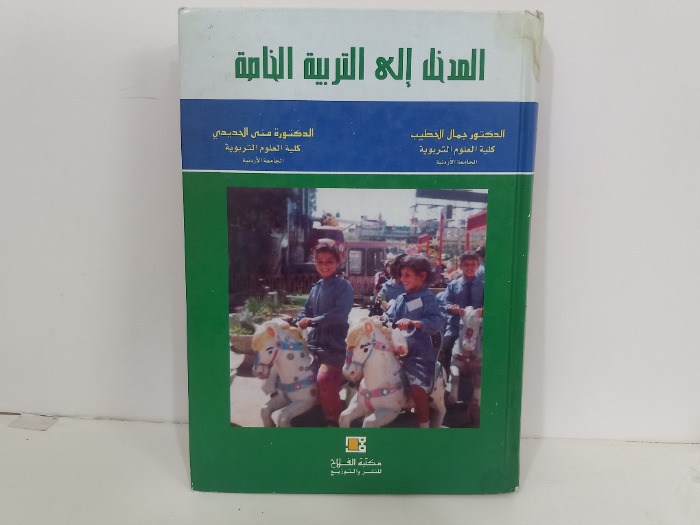 المدخل إلى التربية الخاصة
الدكتور جمال الخطيب
كلية العلوم التربوية
الجامعة الأردنية
الدكتورة منى الحديدي
كلية العلوم التربوية
الجامعة الأردنية
مكتبة الفلاح
للنشر والتوزيع